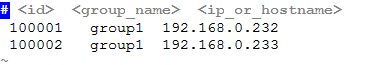 # <id>  <group_name>  <ip_or_hostname>
100001   group1  192.168.0.232
100002   group1  192.168.0.233
~